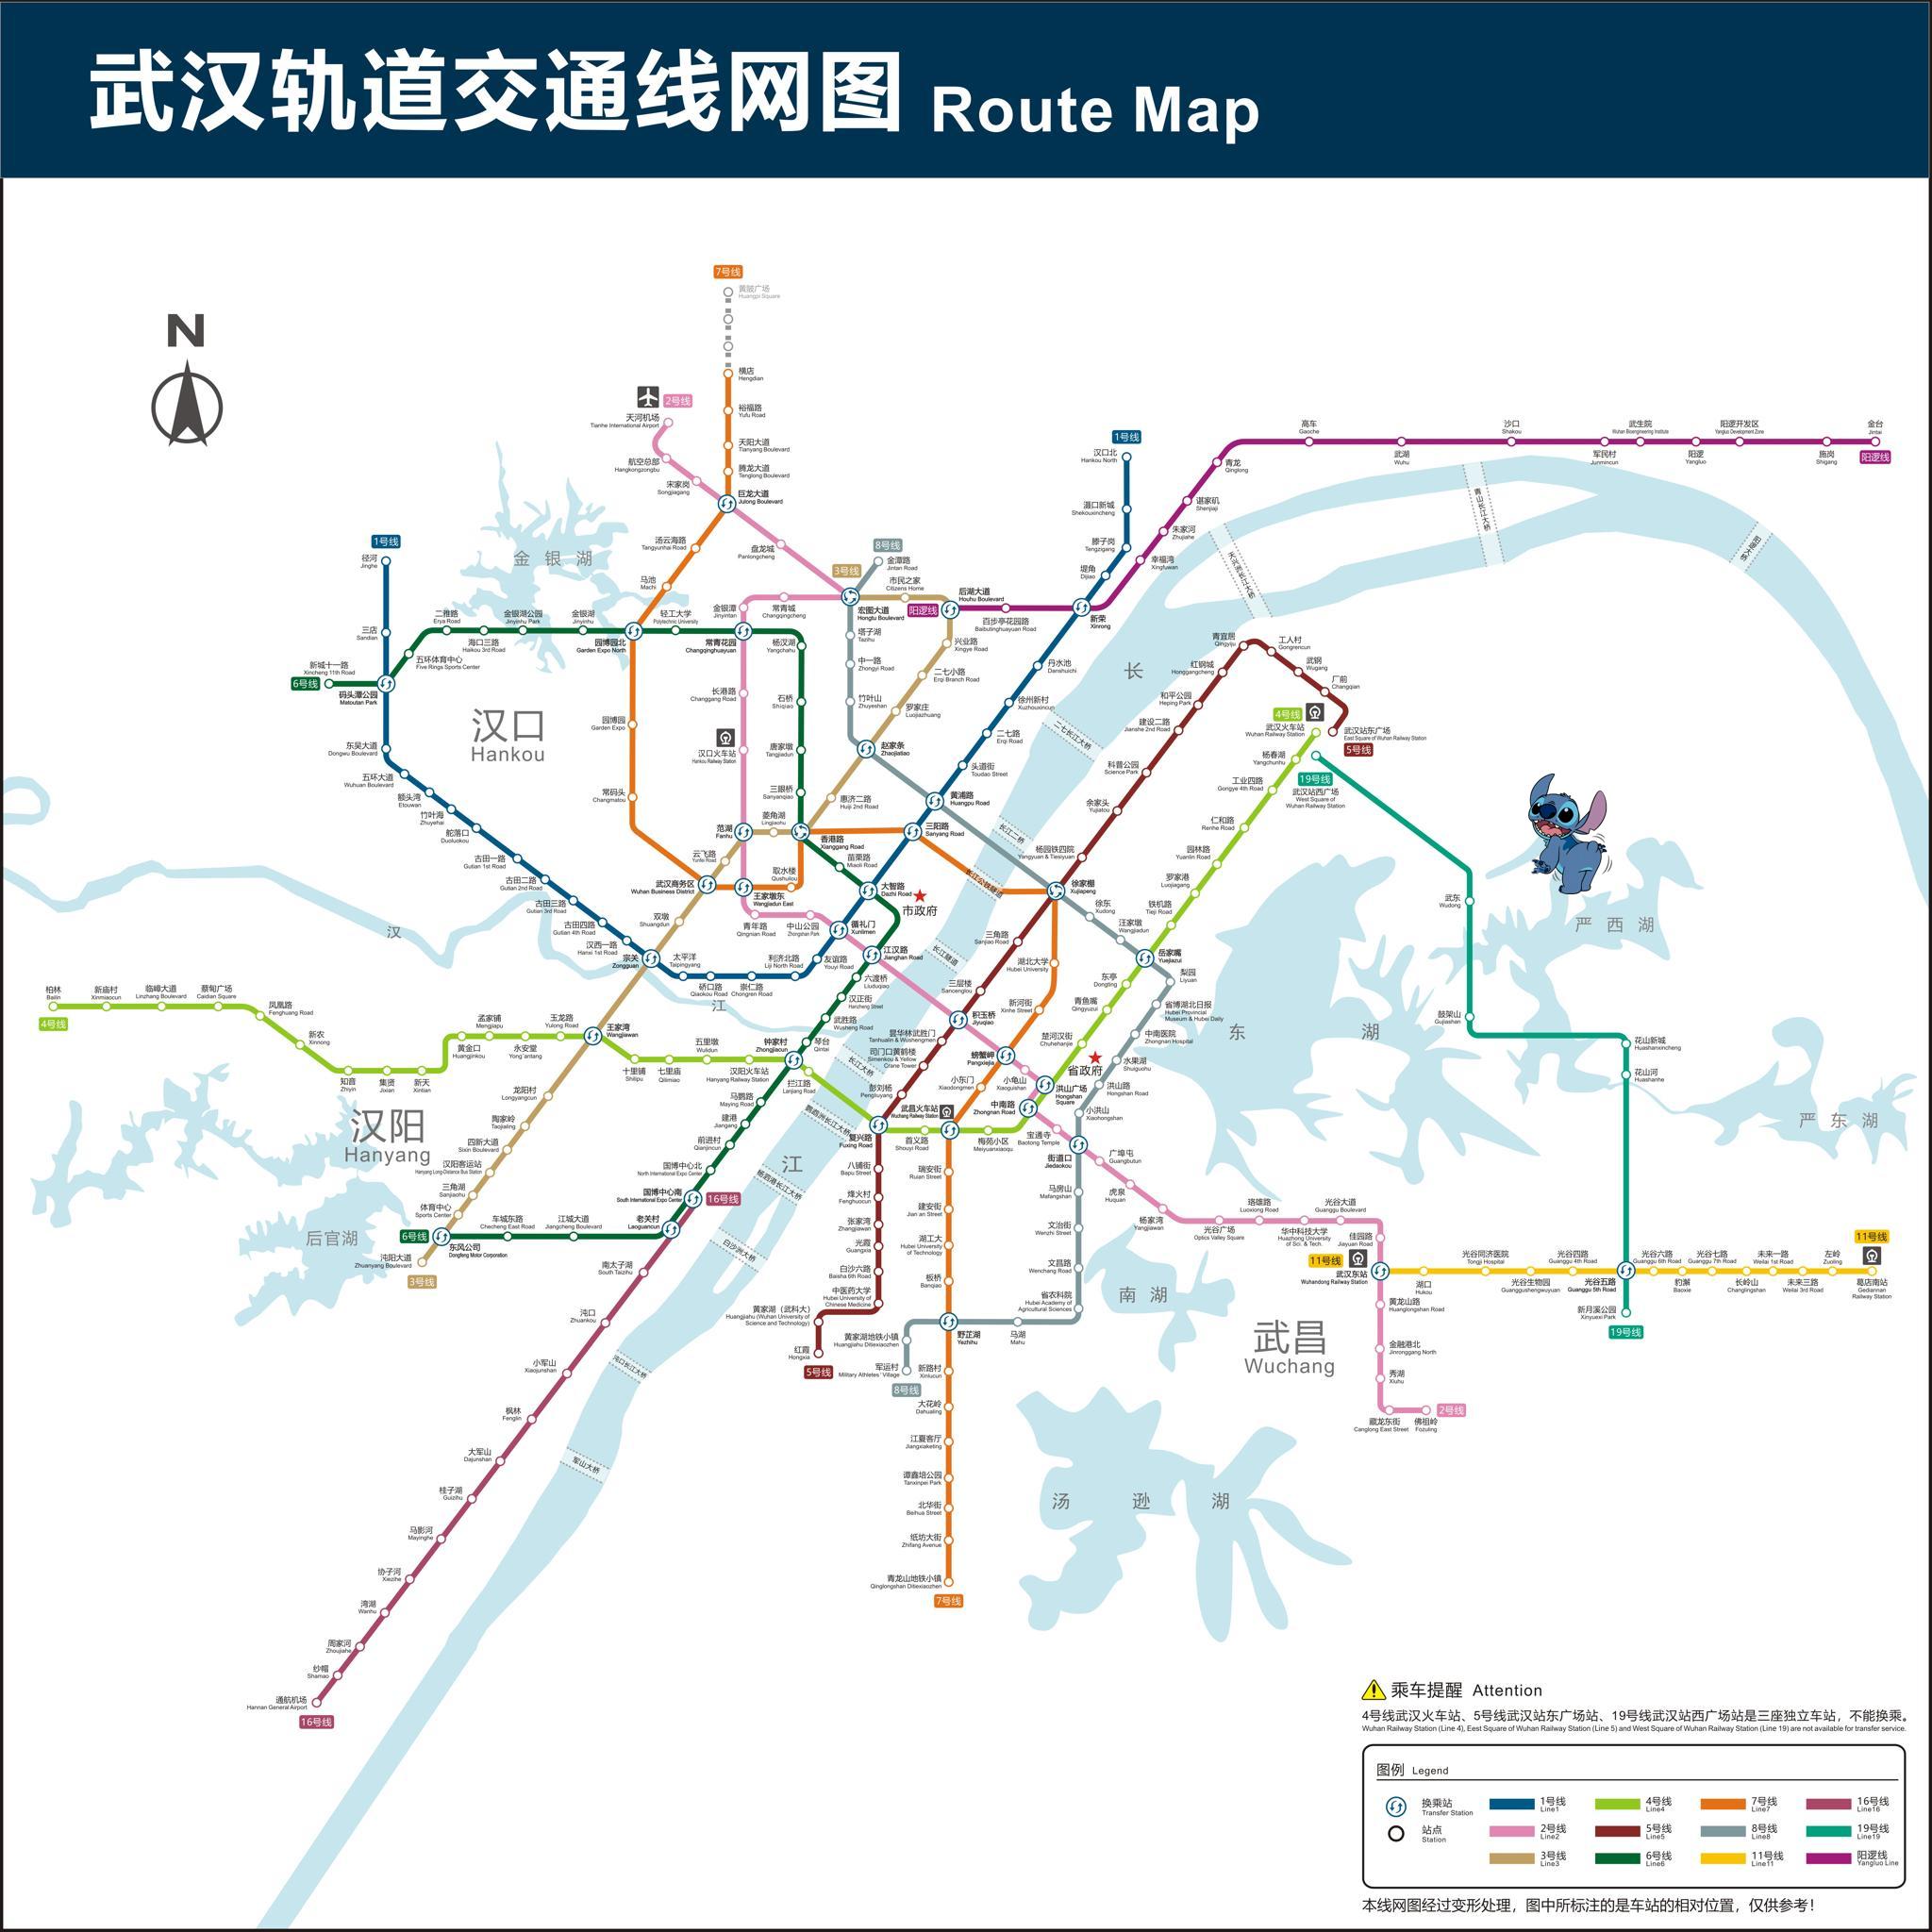 武汉轨道交通线网图 Route Map
N
7号线
黄陂广场
Huangpi Square
横店
Hengdian
裕福路
Yufu Road
天阳大道
Tianyang Boulevard
腾龙大道
Tenglong Boulevard
巨龙大道
Julong Boulevard
2号线
天河机场
Tianhe International Airport
航空总部
Hangkongzongbu
宋家岗
Songjiagang
汤云海路
Tangyunhai Road
盘龙城
Panlongcheng
马池
Machi
金银湖
1号线
径河
Jinghe
三店
Sandian
二雅路
Erya Road
海口三路
Haikou 3rd Road
金银湖公园
Jinyinhu Park
金银湖
Jinyinhu
园博园北
Garden Expo North
轻工大学
Polytechnic University
常青花园
Changqinghuayuan
杨汊湖
Yangchahu
金银潭
Jinyintan
常青城
Changqingcheng
8号线
金潭路
Jintan Road
3号线
市民之家
Citizens Home
宏图大道
Hongtu Boulevard
阳逻线
后湖大道
Houhu Boulevard
百步亭花园路
Baibutinghuayuan Road
新荣
Xinrong
1号线
汉口北
Hankou North
滠口新城
Shekouxincheng
滕子岗
Tengzigang
堤角
Dijiao
幸福湾
Xingfuwan
朱家河
Zhujiahe
谌家矶
Shenjiaji
青龙
Qinglong
高车
Gaoche
武湖
Wuhu
沙口
Shakou
军民村
Junmincun
武生院
Wuhan Bioengineering Institute
阳逻
Yangluo
阳逻开发区
Yangluo Development Zone
施岗
Shigang
金台
Jintai
阳逻线
6号线
新城十一路
Xincheng 11th Road
码头潭公园
Matoutan Park
五环体育中心
Five Rings Sports Center
东吴大道
Dongwu Boulevard
五环大道
Wuhuan Boulevard
额头湾
Etouwan
竹叶海
Zhuyehai
舵落口
Duoluokou
古田一路
Gutian 1st Road
古田二路
Gutian 2nd Road
古田三路
Gutian 3rd Road
古田四路
Gutian 4th Road
汉西一路
Hanxi 1st Road
宗关
Zongguan
太平洋
Taipingyang
硚口路
Qiaokou Road
崇仁路
Chongren Road
利济北路
Liji North Road
友谊路
Youyi Road
循礼门
Xunlimen
大智路
Dazhi Road
三阳路
Sanyang Road
黄浦路
Huangpu Road
头道街
Toudao Street
二七路
Erqi Road
徐州新村
Xuzhouxincun
丹水池
Danshuichi
汉口
Hankou
园博园
Garden Expo
常码头
Changmatou
武汉商务区
Wuhan Business District
王家墩东
Wangjiadun East
取水楼
Qushuilou
香港路
Xianggang Road
长港路
Changgang Road
汉口火车站
Hankou Railway Station
范湖
Fanhu
菱角湖
Lingjiaohu
云飞路
Yunfei Road
双墩
Shuangdun
石桥
Shiqiao
唐家墩
Tangjiadun
三眼桥
Sanyanqiao
苗栗路
Miaoli Road
塔子湖
Tazihu
中一路
Zhongyi Road
竹叶山
Zhuyeshan
赵家条
Zhaojiatiao
惠济二路
Huiji 2nd Road
罗家庄
Luojiazhuang
二七小路
Erqi Branch Road
兴业路
Xingye Road
青年路
Qingnian Road
中山公园
Zhongshan Park
江汉路
Jianghan Road
市政府
六渡桥
Liuduqiao
汉正街
Hanzheng Street
武胜路
Wusheng Road
琴台
Qintai
钟家村
Zhongjiacun
长
天兴洲长江大桥
青山长江大桥
阳逻大桥
二七长江大桥
长江二桥
长江公铁隧道
长江隧道
长江大桥
鹦鹉洲长江大桥
杨泗港长江大桥
白沙洲大桥
沌口长江大桥
军山大桥
江
汉
江
青宜居
Qingyiju
工人村
Gongrencun
武钢
Wugang
厂前
Changqian
武汉站东广场
East Square of Wuhan Railway Station
5号线
红钢城
Honggangcheng
和平公园
Heping Park
建设二路
Jianshe 2nd Road
科普公园
Science Park
余家头
Yujiatou
杨园铁四院
Yangyuan & Tiesiyuan
徐家棚
Xujiapeng
三角路
Sanjiao Road
三层楼
Sancenglou
积玉桥
Jiyuqiao
昙华林武胜门
Tanhualin & Wushengmen
司门口黄鹤楼
Simenkou & Yellow
Crane Tower
彭刘杨
Pengliuyang
复兴路
Fuxing Road
4号线
武汉火车站
Wuhan Railway Station
杨春湖
Yangchunhu
19号线
武汉站西广场
West Square of
Wuhan Railway Station
工业四路
Gongye 4th Road
仁和路
Renhe Road
园林路
Yuanlin Road
罗家港
Luojiagang
铁机路
Tieji Road
岳家嘴
Yuejiazui
东亭
Dongting
青鱼嘴
Qingyuzui
楚河汉街
Chuhehanjie
洪山广场
Hongshan
Square
中南路
Zhongnan Road
省政府
徐东
Xudong
汪家墩
Wangjiadun
梨园
Liyuan
省博湖北日报
Hubei Provincial
Museum & Hubei Daily
中南医院
Zhongnan Hospital
水果湖
Shuiguohu
洪山路
Hongshan Road
小洪山
Xiaohongshan
街道口
Jiedaokou
湖北大学
Hubei University
新河街
Xinhe Street
螃蟹岬
Pangxiejia
小龟山
Xiaoguishan
小东门
Xiaodongmen
武昌火车站
Wuchang Railway Station
首义路
Shouyi Road
梅苑小区
Meiyuanxiaoqu
宝通寺
Baotong Temple
广埠屯
Guangbutun
虎泉
Huquan
杨家湾
Yangjiawan
光谷广场
Optics Valley Square
珞雄路
Luoxiong Road
华中科技大学
Huazhong University
of Sci. & Tech.
光谷大道
Guanggu Boulevard
佳园路
Jiayuan Road
11号线
武汉东站
Wuhandong Railway Station
湖口
Hukou
光谷同济医院
Tongji Hospital
光谷生物园
Guanggushengwuyuan
光谷四路
Guanggu 4th Road
光谷五路
Guanggu 5th Road
光谷六路
Guanggu 6th Road
豹澥
Baoxie
光谷七路
Guanggu 7th Road
长岭山
Changlingshan
未来一路
Weilai 1st Road
未来三路
Weilai 3rd Road
左岭
Zuoling
11号线
葛店南站
Gediannan
Railway Station
新月溪公园
Xinyuexi Park
19号线
武东
Wudong
鼓架山
Gujiashan
花山新城
Huashanxincheng
花山河
Huashanhe
严西湖
严东湖
东湖
黄龙山路
Huanglongshan Road
金融港北
Jinronggang North
秀湖
Xiuhu
藏龙东街
Canglong East Street
佛祖岭
Fozuling
2号线
武昌
Wuchang
南湖
汤逊湖
柏林
Bailin
4号线
新庙村
Xinmiaocun
临嶂大道
Linzhang Boulevard
蔡甸广场
Caidian Square
凤凰路
Fenghuang Road
新农
Xinnong
知音
Zhiyin
集贤
Jixian
新天
Xintian
黄金口
Huangjinkou
孟家铺
Mengjiapu
永安堂
Yong'antang
玉龙路
Yulong Road
王家湾
Wangjiawan
十里铺
Shilipu
七里庙
Qilimiao
五里墩
Wulidun
汉阳火车站
Hanyang Railway Station
拦江路
Lanjiang Road
汉阳
Hanyang
后官湖
龙阳村
Longyangcun
陶家岭
Taojialing
四新大道
Sixin Boulevard
汉阳客运站
Hanyang Long-Distance Bus Station
三角湖
Sanjiaohu
体育中心
Sports Center
6号线
东风公司
Dongfeng Motor Corporation
沌阳大道
Zhuanyang Boulevard
3号线
车城东路
Checheng East Road
江城大道
Jiangcheng Boulevard
老关村
Laoguancun
国博中心南
South International Expo Center
16号线
国博中心北
North International Expo Center
前进村
Qianjincun
建港
Jiangang
马鹦路
Maying Road
南太子湖
South Taizihu
沌口
Zhuankou
小军山
Xiaojunshan
枫林
Fenglin
大军山
Dajunshan
桂子湖
Guizihu
马影河
Mayinghe
协子河
Xiezihe
湾湖
Wanhu
周家河
Zhoujiahe
纱帽
Shamao
通航机场
Hannan General Airport
16号线
八铺街
Bapu Street
烽火村
Fenghuocun
张家湾
Zhangjiawan
光霞
Guangxia
白沙六路
Baisha 6th Road
中医药大学
Hubei University of
Chinese Medicine
黄家湖（武科大）
Huangjiahu (Wuhan University of
Science and Technology)
红霞
Hongxia
5号线
瑞安街
Ruian Street
建安街
Jian'an Street
湖工大
Hubei University
of Technology
板桥
Banqiao
野芷湖
Yezhihu
黄家湖地铁小镇
Huangjiahu Ditiexiaozhen
军运村
Military Athletes' Village
8号线
马湖
Mahu
马房山
Mafangshan
文治街
Wenzhi Street
文昌路
Wenchang Road
省农科院
Hubei Academy of
Agricultural Sciences
新路村
Xinlucun
大花岭
Dahualing
江夏客厅
Jiangxiaketing
谭鑫培公园
Tanxinpei Park
北华街
Beihua Street
纸坊大街
Zhifang Avenue
青龙山地铁小镇
Qinglongshan Ditiexiaozhen
7号线
乘车提醒 Attention
4号线武汉火车站、5号线武汉站东广场站、19号线武汉站西广场站是三座独立车站，不能换乘。
Wuhan Railway Station (Line 4), East Square of Wuhan Railway Station (Line 5) and West Square of Wuhan Railway Station (Line 19) are not available for transfer service.
图例 Legend
换乘站
Transfer Station
站点
Station
1号线
Line1
2号线
Line2
3号线
Line3
4号线
Line4
5号线
Line5
6号线
Line6
7号线
Line7
8号线
Line8
11号线
Line11
16号线
Line16
19号线
Line19
阳逻线
Yangluo Line
本线网图经过变形处理，图中所标注的是车站的相对位置，仅供参考！